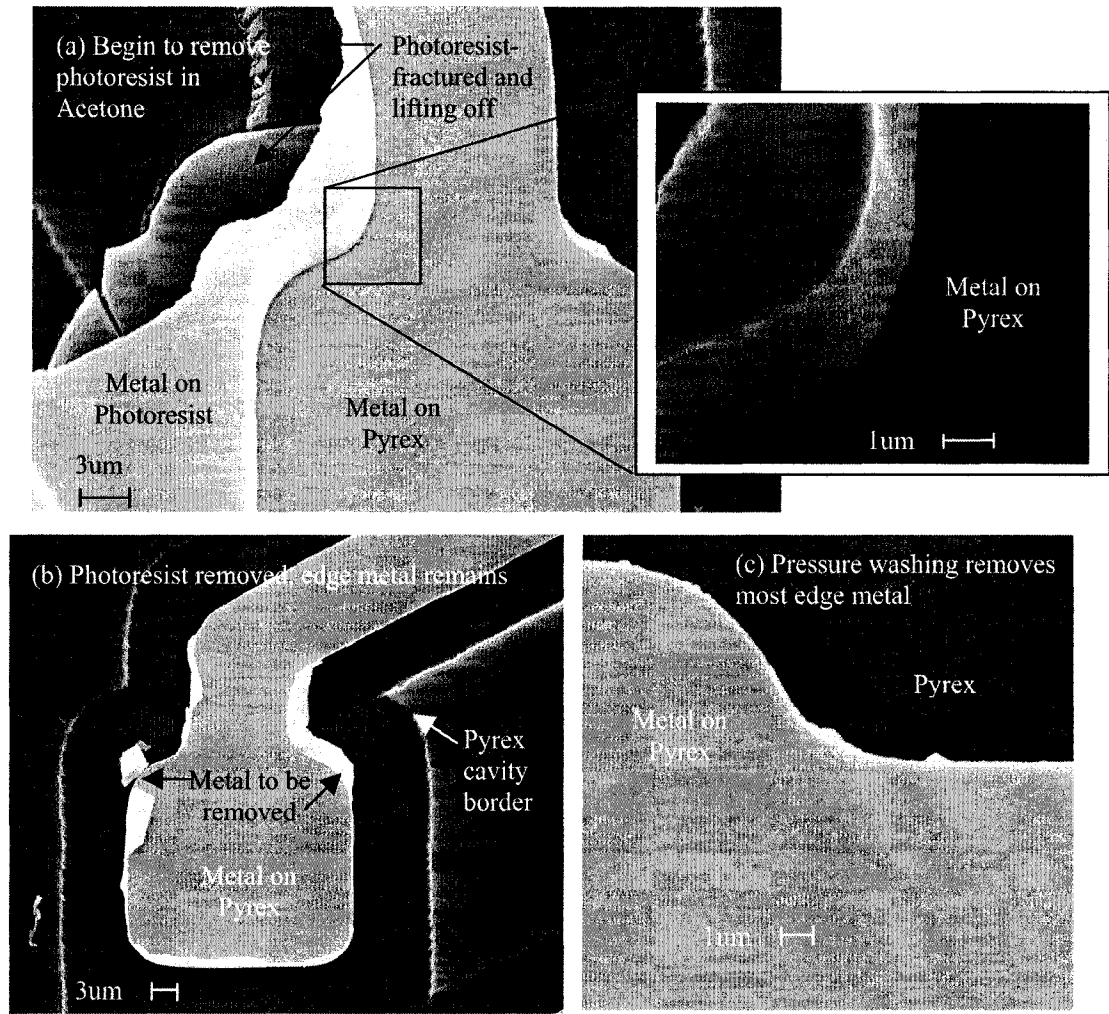 (a) Begin to remove
photoresist in
Acetone
Photoresist-
fractured and
lifting off
Metal on
Photoresist
Metal on
Pyrex
3um
Metal on
Pyrex
1um
(b) Photoresist removed, edge metal remains
Pyrex
cavity
border
Metal to be
removed
Metal on
Pyrex
3um
(c) Pressure washing removes
most edge metal
Pyrex
Metal on
Pyrex
1um